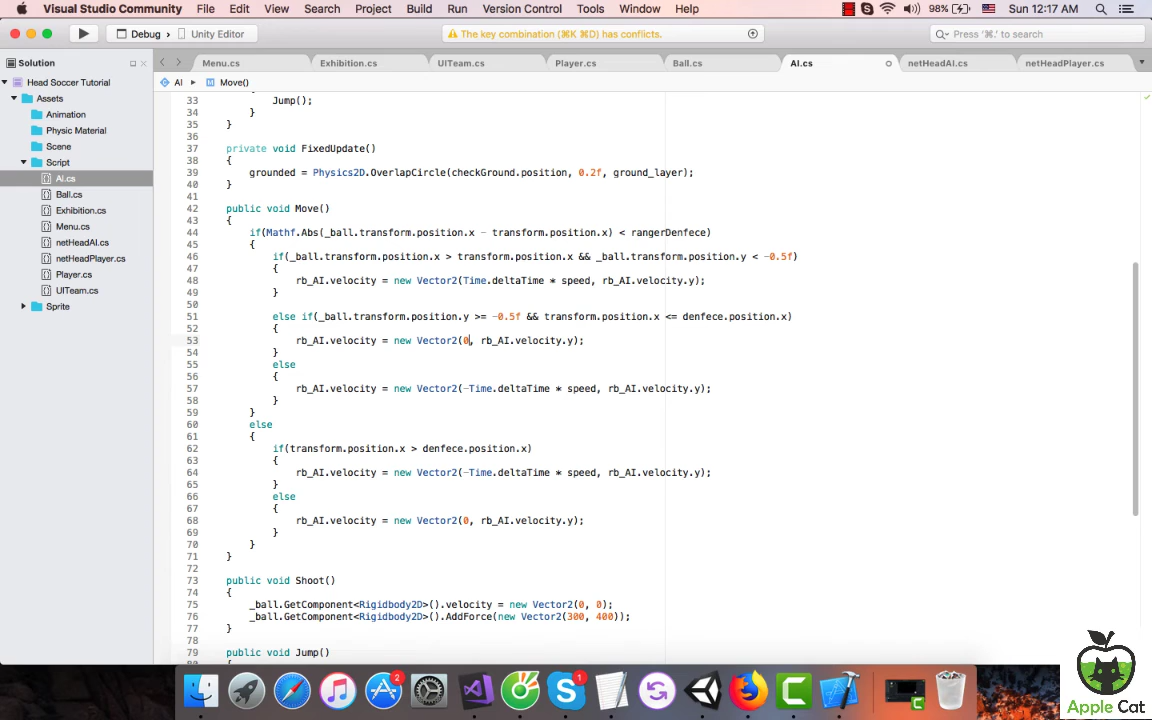 Visual Studio Community File Edit View Search Project Build Run Version Control Tools Window Help 98% Sun 12:17 AM
Debug › Unity Editor The key combination (⌘K ⌘D) has conflicts. Press '⌘.' to search
Solution
Menu.cs Exhibition.cs UITeam.cs Player.cs Ball.cs AI.cs netHeadAI.cs netHeadPlayer.cs
AI Move()
Head Soccer Tutorial
Assets
Animation
Physic Material
Scene
Script
AI.cs
Ball.cs
Exhibition.cs
Menu.cs
netHeadAI.cs
netHeadPlayer.cs
Player.cs
UITeam.cs
Sprite
33 Jump();
34 }
35 }
36
37 private void FixedUpdate()
38 {
39 grounded = Physics2D.OverlapCircle(checkGround.position, 0.2f, ground_layer);
40 }
41
42 public void Move()
43 {
44 if(Mathf.Abs(_ball.transform.position.x - transform.position.x) < rangerDenfece)
45 {
46 if(_ball.transform.position.x > transform.position.x && _ball.transform.position.y < -0.5f)
47 {
48 rb_AI.velocity = new Vector2(Time.deltaTime * speed, rb_AI.velocity.y);
49 }
50
51 else if(_ball.transform.position.y >= -0.5f && transform.position.x <= denfece.position.x)
52 {
53 rb_AI.velocity = new Vector2(0, rb_AI.velocity.y);
54 }
55 else
56 {
57 rb_AI.velocity = new Vector2(-Time.deltaTime * speed, rb_AI.velocity.y);
58 }
59 }
60 else
61 {
62 if(transform.position.x > denfece.position.x)
63 {
64 rb_AI.velocity = new Vector2(-Time.deltaTime * speed, rb_AI.velocity.y);
65 }
66 else
67 {
68 rb_AI.velocity = new Vector2(0, rb_AI.velocity.y);
69 }
70 }
71 }
72
73 public void Shoot()
74 {
75 _ball.GetComponent<Rigidbody2D>().velocity = new Vector2(0, 0);
76 _ball.GetComponent<Rigidbody2D>().AddForce(new Vector2(300, 400));
77 }
78
79 public void Jump()
2
1
Apple Cat